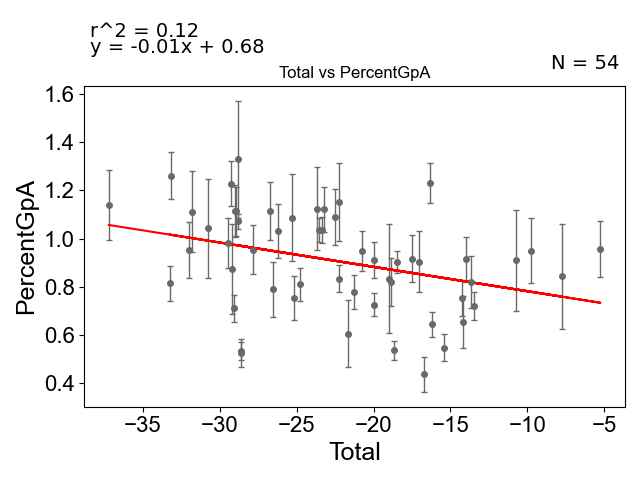 r^2 = 0.12
y = -0.01x + 0.68
N = 54
Total vs PercentGpA
1.6
1.4
1.2
1.0
0.8
0.6
0.4
PercentGpA
−35
−30
−25
−20
−15
−10
−5
Total